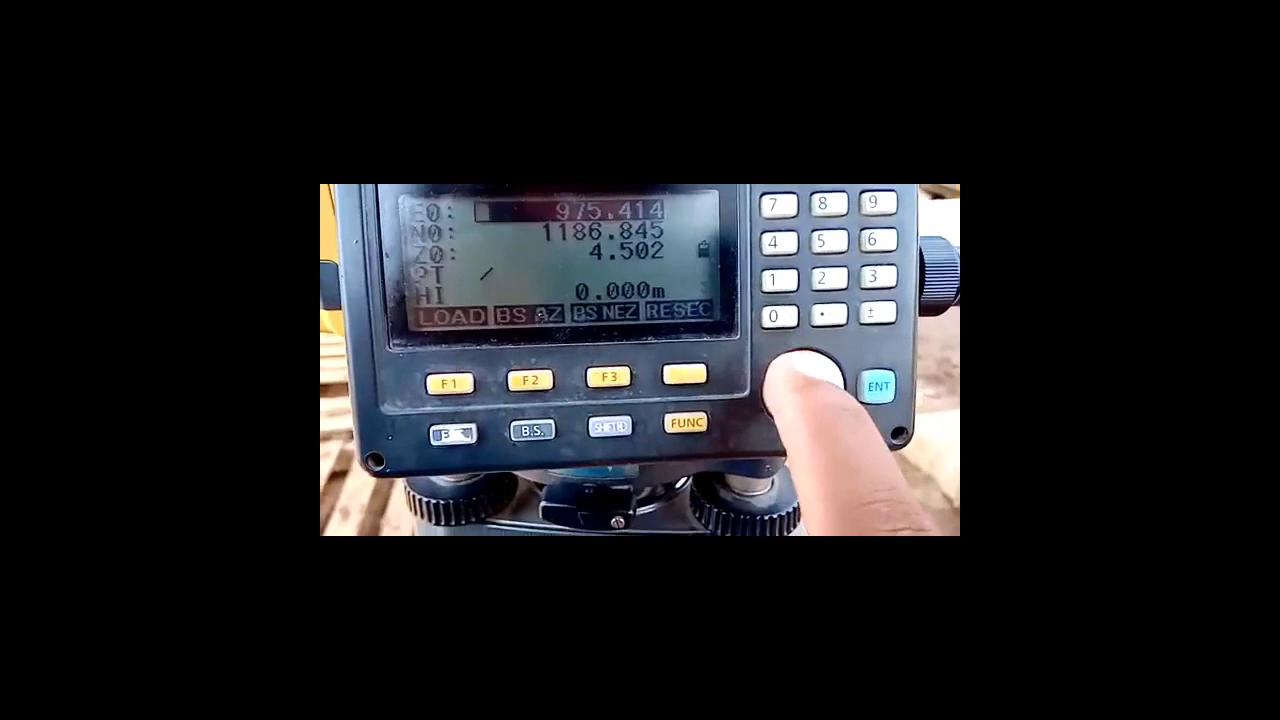 E0: 975.414
N0: 1186.845
Z0: 4.502
PT
HI 0.000m
LOAD BS AZ BS NEZ RESEC
7 8 9
4 5 6
1 2 3
0 . ±
F1 F2 F3
ENT
B.S. SHIFT FUNC